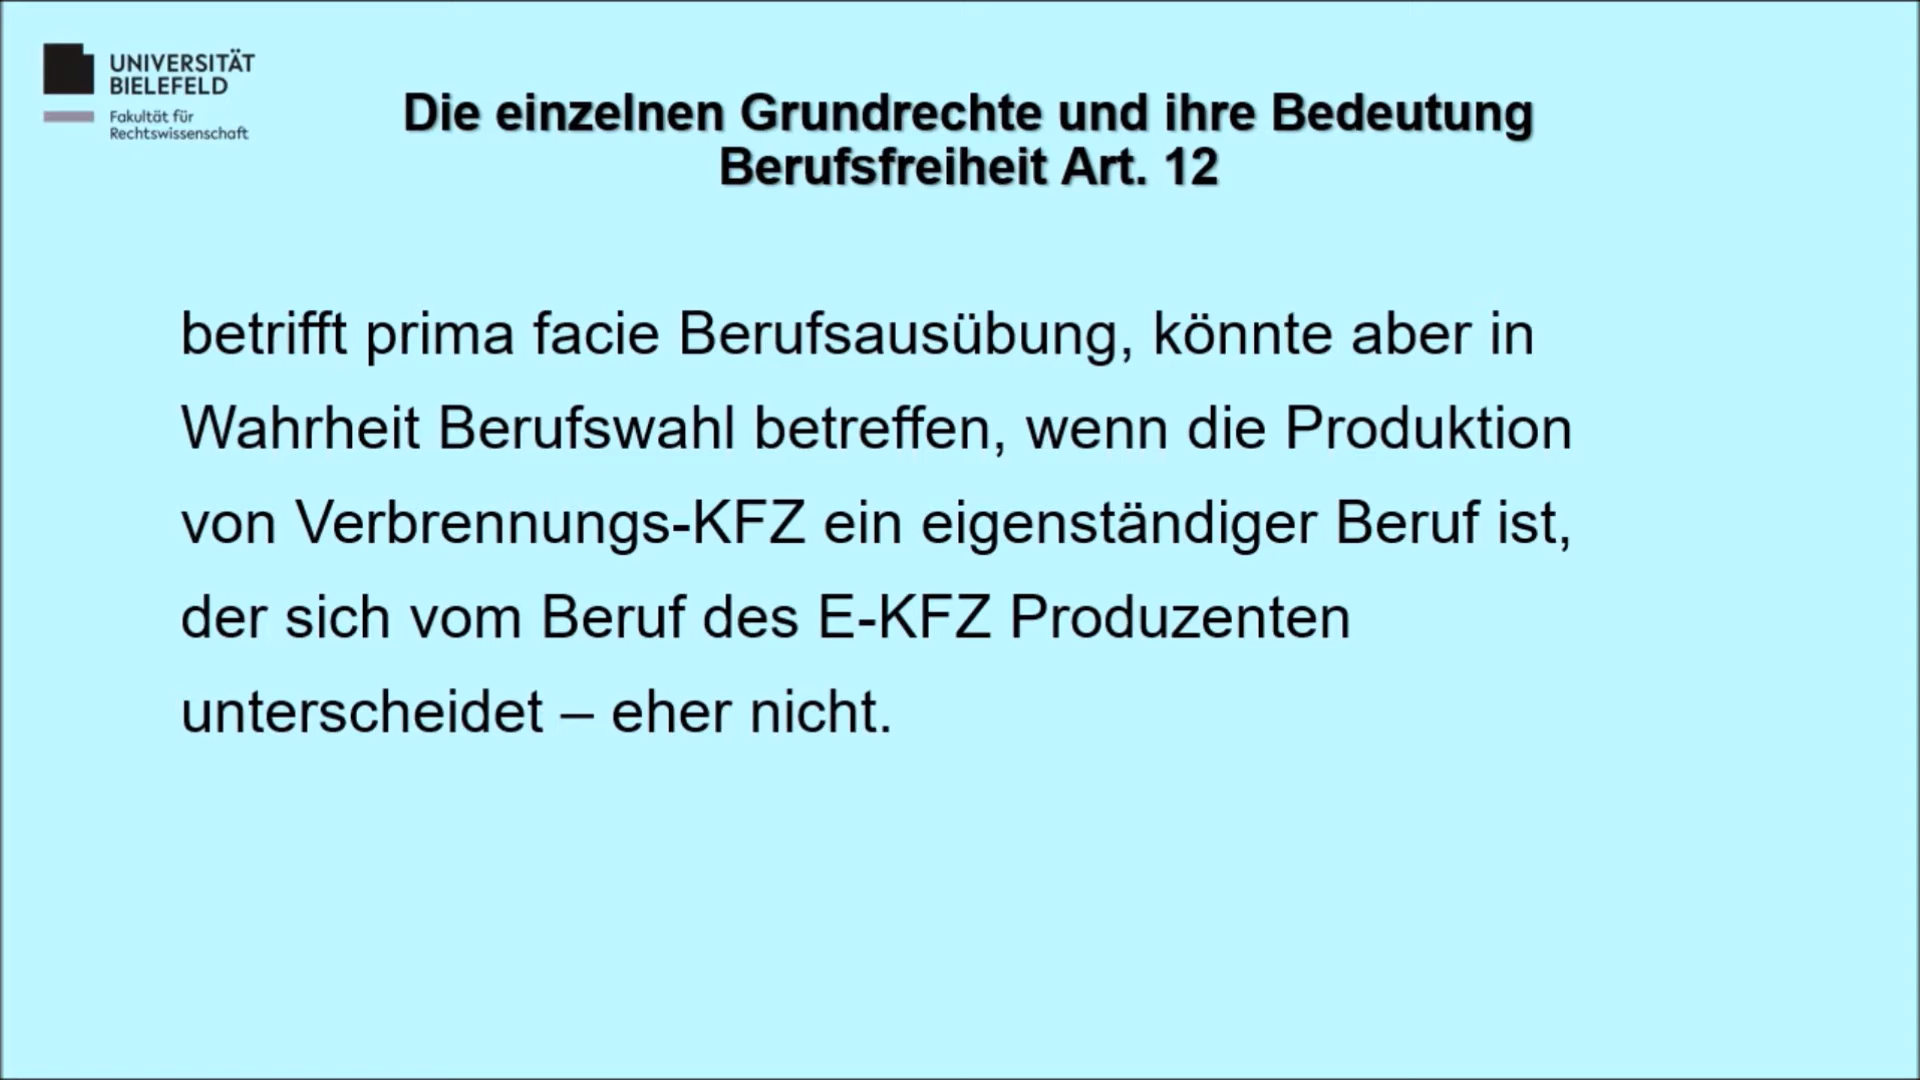 UNIVERSITÄT
BIELEFELD
Fakultät für
Rechtswissenschaft
Die einzelnen Grundrechte und ihre Bedeutung
Berufsfreiheit Art. 12
betrifft prima facie Berufsausübung, könnte aber in
Wahrheit Berufswahl betreffen, wenn die Produktion
von Verbrennungs-KFZ ein eigenständiger Beruf ist,
der sich vom Beruf des E-KFZ Produzenten
unterscheidet – eher nicht.